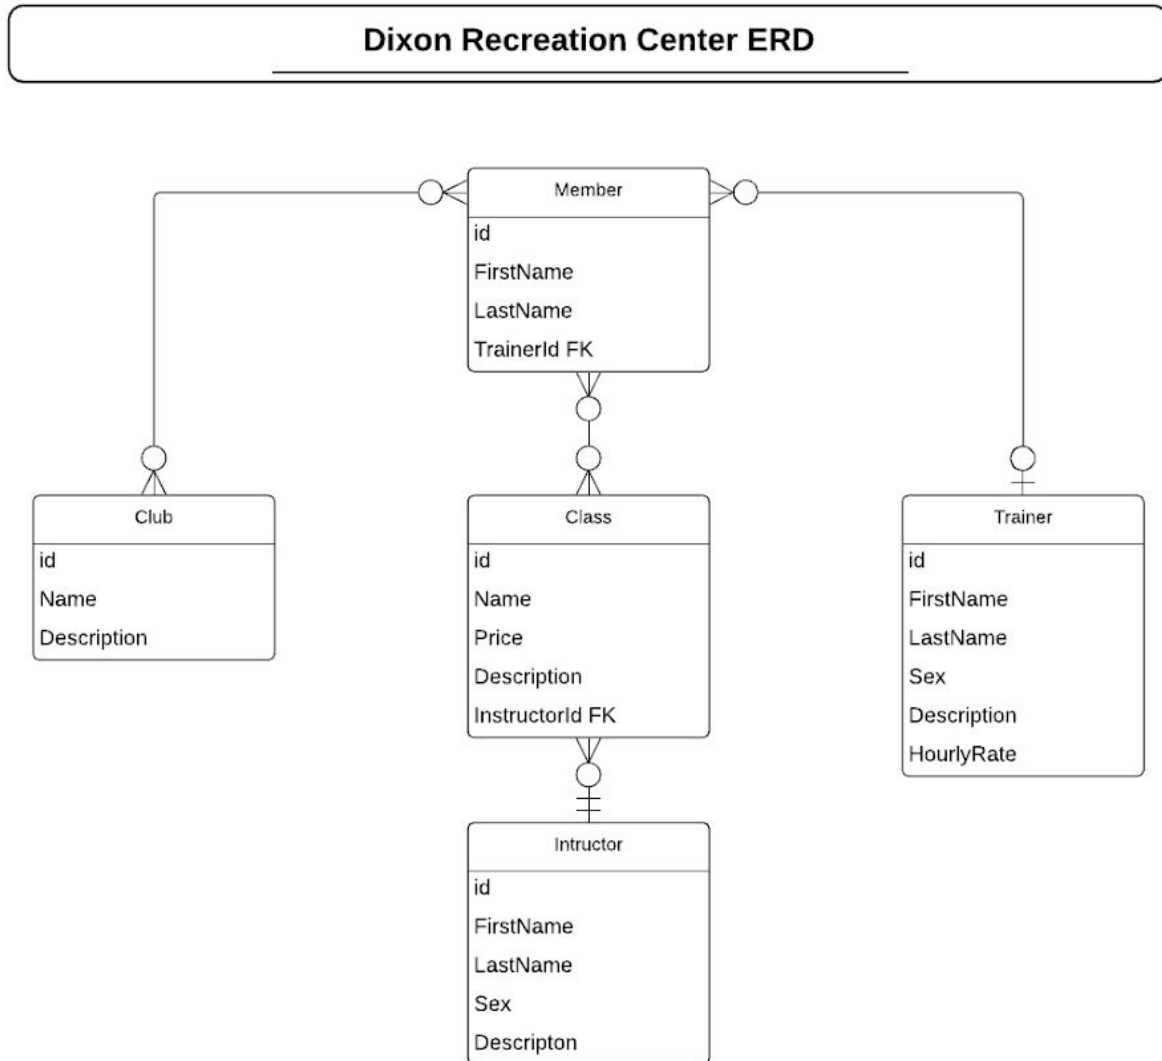 Dixon Recreation Center ERD
Member
id
FirstName
LastName
TrainerId FK
Club
id
Name
Description
Class
id
Name
Price
Description
InstructorId FK
Trainer
id
FirstName
LastName
Sex
Description
HourlyRate
Intructor
id
FirstName
LastName
Sex
Descripton